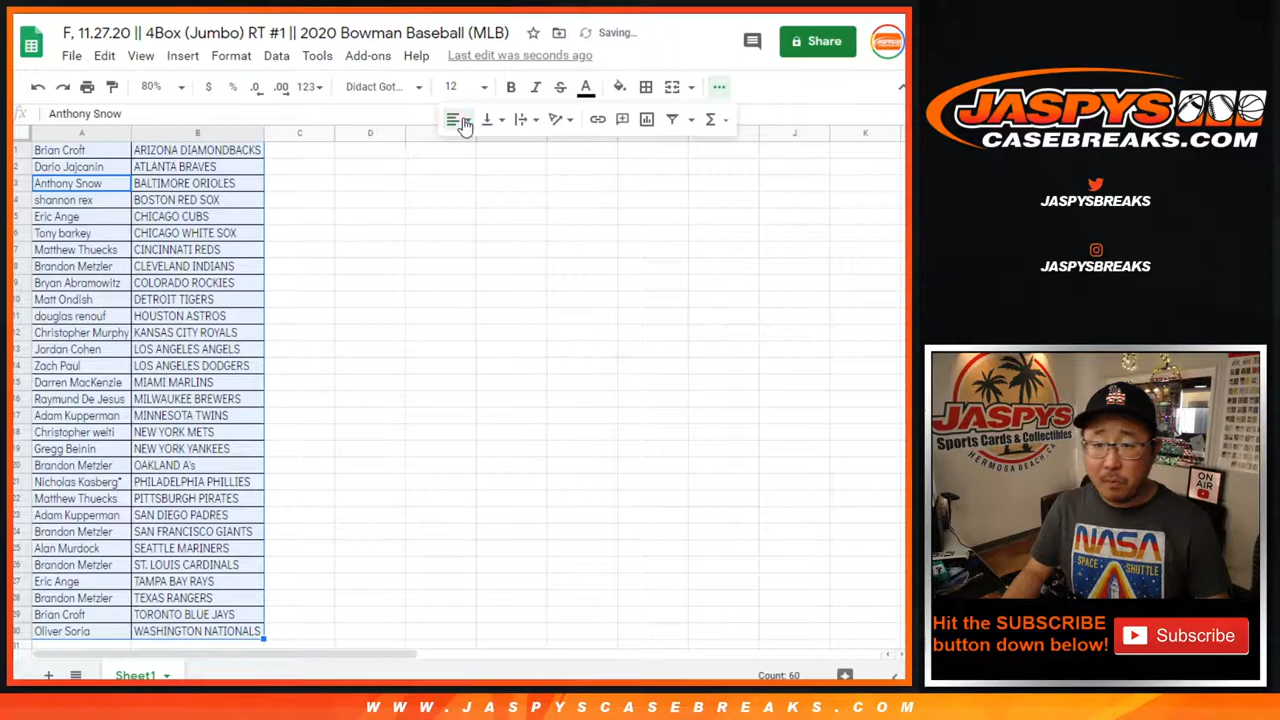 F, 11.27.20 || 4Box (Jumbo) RT #1 || 2020 Bowman Baseball (MLB)
Saving...
File Edit View Insert Format Data Tools Add-ons Help Last edit was seconds ago
Share
80% $ % .0 .00 123 Didact Got... 12 B I S A
fx Anthony Snow
A B C D E F G H I J K
1 Brian Croft ARIZONA DIAMONDBACKS
2 Dario Jajcanin ATLANTA BRAVES
3 Anthony Snow BALTIMORE ORIOLES
4 shannon rex BOSTON RED SOX
5 Eric Ange CHICAGO CUBS
6 Tony barkey CHICAGO WHITE SOX
7 Matthew Thuecks CINCINNATI REDS
8 Brandon Metzler CLEVELAND INDIANS
9 Bryan Abramowitz COLORADO ROCKIES
10 Matt Ondish DETROIT TIGERS
11 douglas renouf HOUSTON ASTROS
12 Christopher Murphy KANSAS CITY ROYALS
13 Jordan Cohen LOS ANGELES ANGELS
14 Zach Paul LOS ANGELES DODGERS
15 Darren MacKenzie MIAMI MARLINS
16 Raymund De Jesus MILWAUKEE BREWERS
17 Adam Kupperman MINNESOTA TWINS
18 Christopher welti NEW YORK METS
19 Gregg Beinin NEW YORK YANKEES
20 Brandon Metzler OAKLAND A's
21 Nicholas Kasberg* PHILADELPHIA PHILLIES
22 Matthew Thuecks PITTSBURGH PIRATES
23 Adam Kupperman SAN DIEGO PADRES
24 Brandon Metzler SAN FRANCISCO GIANTS
25 Alan Murdock SEATTLE MARINERS
26 Brandon Metzler ST. LOUIS CARDINALS
27 Eric Ange TAMPA BAY RAYS
28 Brandon Metzler TEXAS RANGERS
29 Brian Croft TORONTO BLUE JAYS
30 Oliver Soria WASHINGTON NATIONALS
31
Sheet1
Count: 60
JASPYS
CASEBREAKS.COM
JASPYSBREAKS
JASPYSBREAKS
JASPYS
Sports Cards & Collectibles
HERMOSA BEACH, CA
ON
AIR
NASA
SPACE SHUTTLE
Hit the SUBSCRIBE
button down below!
Subscribe
WWW.JASPYSCASEBREAKS.COM